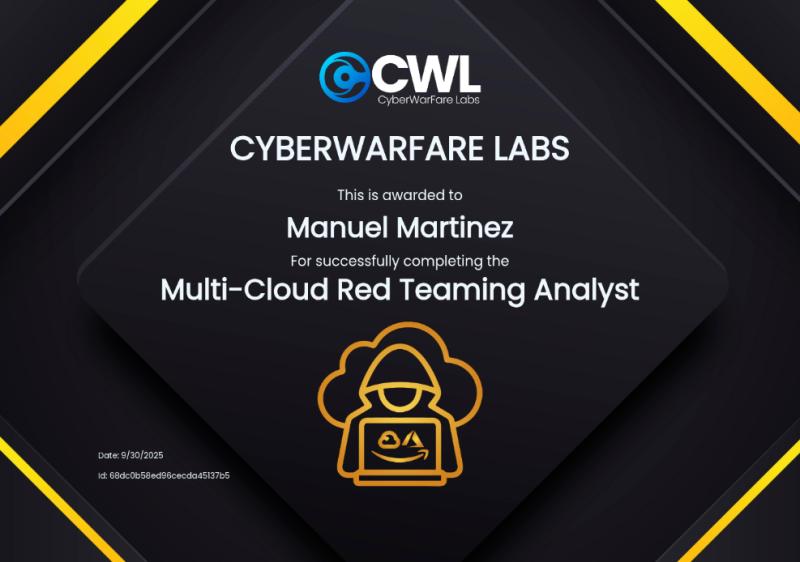 CWL
CyberWarFare Labs
CYBERWARFARE LABS
This is awarded to
Manuel Martinez
For successfully completing the
Multi-Cloud Red Teaming Analyst
Date: 9/30/2025
Id: 68dc0b58ed96cecda45137b5